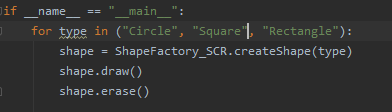 if __name__ == "__main__":
    for type in ("Circle", "Square", "Rectangle"):
        shape = ShapeFactory_SCR.createShape(type)
        shape.draw()
        shape.erase()